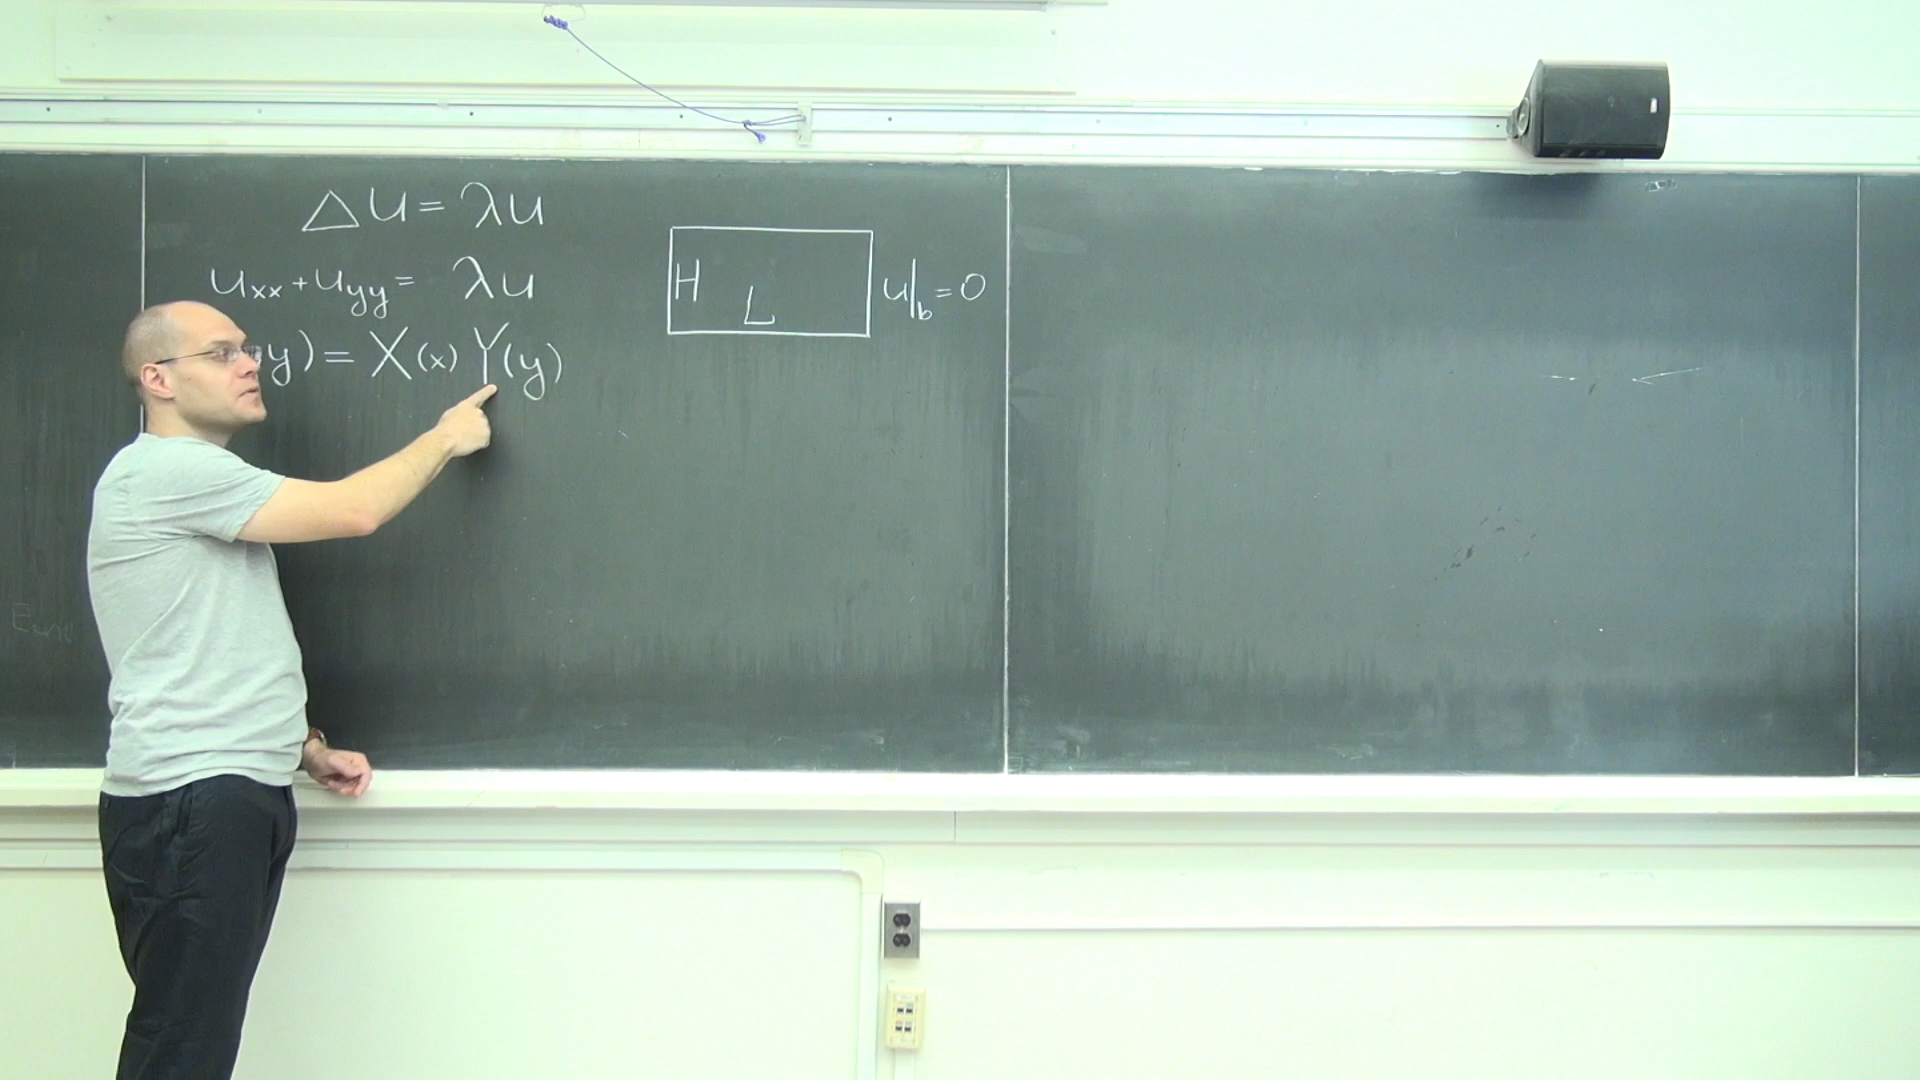 △u = λu
u_xx + u_yy = λu
y) = X(x) Y(y)
H
L
u|_b = 0